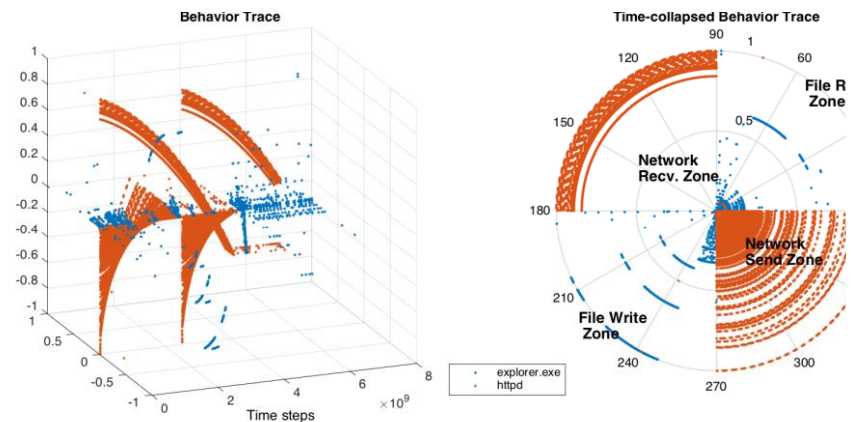 Behavior Trace
1
0.8
0.6
0.4
0.2
0
-0.2
-0.4
-0.6
-0.8
-1
1
0.5
0
-0.5
-1
0
2
4
6
8
×10^9
Time steps
explorer.exe
httpd
Time-collapsed Behavior Trace
90
120
1
60
File R
Zone
0,5
150
Network
Recv. Zone
180
Network
Send Zone
210
File Write
Zone
240
300
270